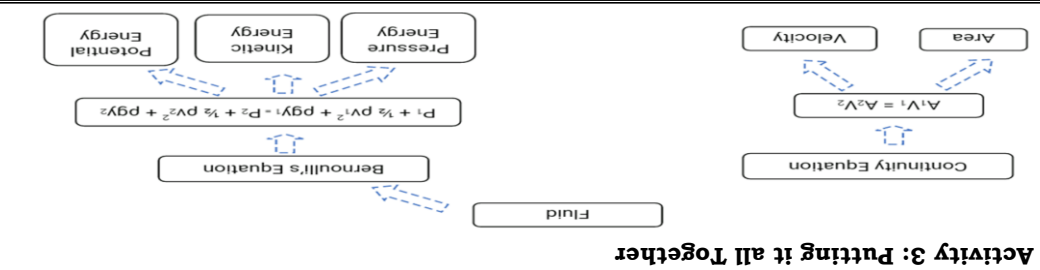 Activity 3: Putting it all Together
Fluid
Continuity Equation
Bernoulli's Equation
A₁V₁ = A₂V₂
P₁ + ½ ρv₁² + ρgy₁ - P₂ + ½ ρv₂² + ρgy₂
Area
Velocity
Pressure
Energy
Kinetic
Energy
Potential
Energy